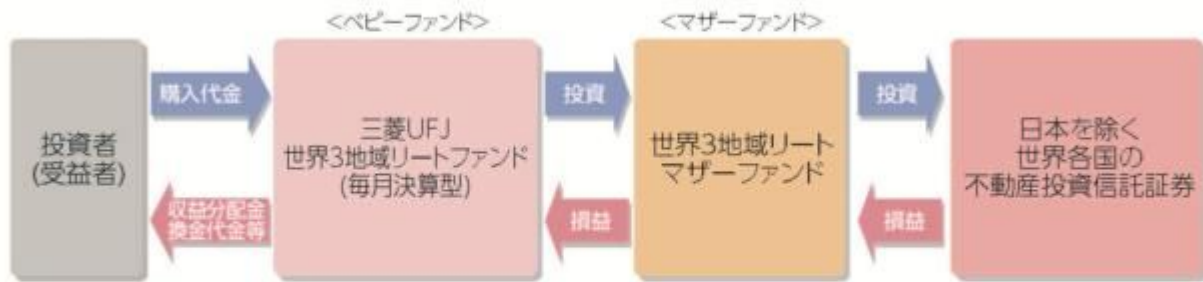 <ベビーファンド>
<マザーファンド>
投資者
(受益者)
購入代金
収益分配金
換金代金等
三菱UFJ
世界3地域リートファンド
(毎月決算型)
投資
損益
世界3地域リート
マザーファンド
投資
損益
日本を除く
世界各国の
不動産投資信託証券